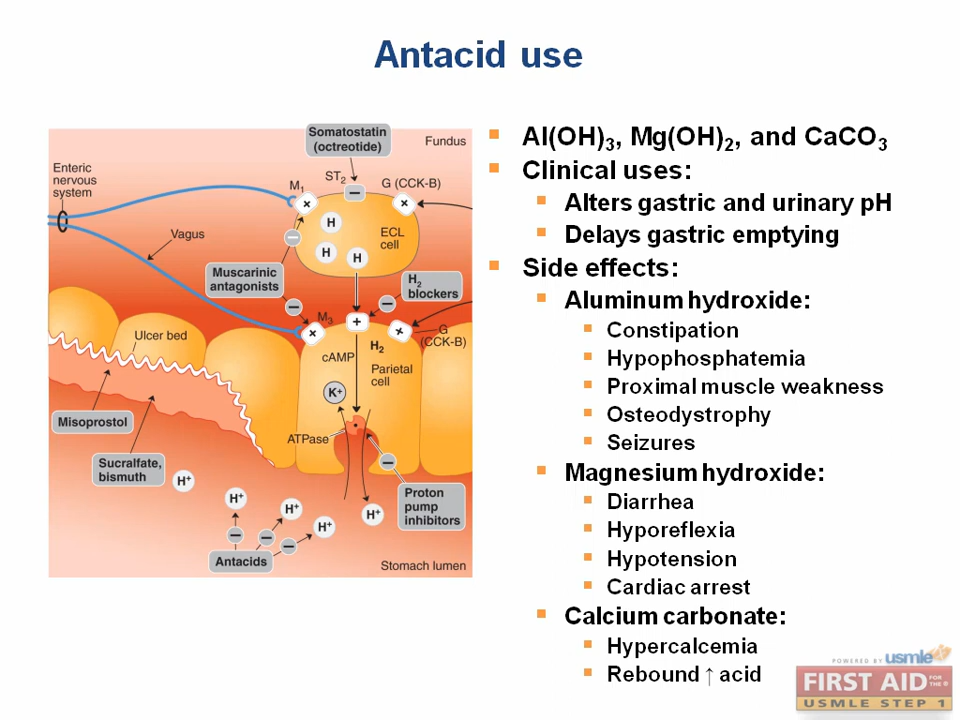 Antacid use
Somatostatin
(octreotide)
Fundus
Enteric
nervous
system
M1
ST2
G (CCK-B)
H
H
H
ECL
cell
Vagus
Muscarinic
antagonists
H2
blockers
M3
Ulcer bed
cAMP
H2
G
(CCK-B)
Parietal
cell
K+
Misoprostol
ATPase
Sucralfate,
bismuth
H+
H+
H+
H+
H+
Proton
pump
inhibitors
Antacids
Stomach lumen
Al(OH)3, Mg(OH)2, and CaCO3
Clinical uses:
Alters gastric and urinary pH
Delays gastric emptying
Side effects:
Aluminum hydroxide:
Constipation
Hypophosphatemia
Proximal muscle weakness
Osteodystrophy
Seizures
Magnesium hydroxide:
Diarrhea
Hyporeflexia
Hypotension
Cardiac arrest
Calcium carbonate:
Hypercalcemia
Rebound ↑ acid
POWERED BY usmle
FIRST AID FOR THE®
USMLE STEP 1